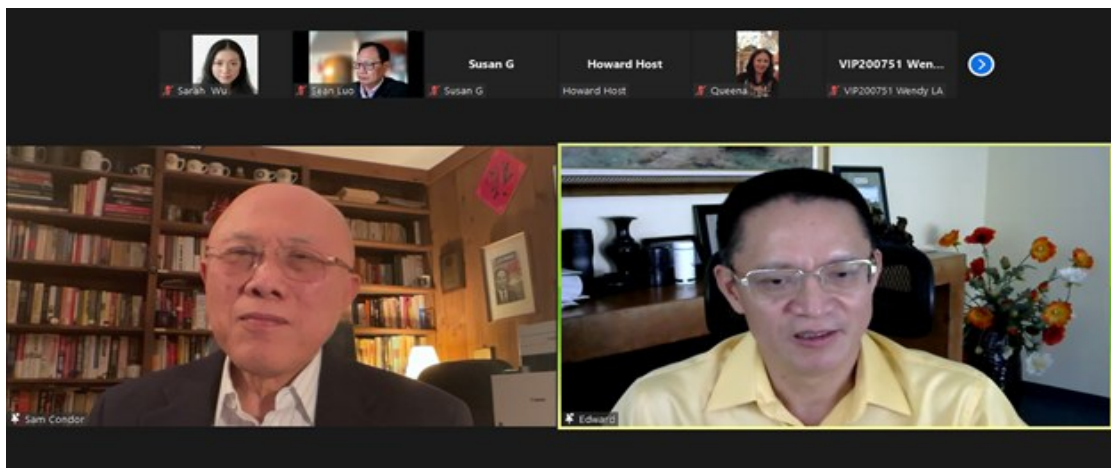 Susan G
Howard Host
VIP200751 Wen...
Sarah Wu
Sean Luo
Susan G
Howard Host
Queena
VIP200751 Wendy LA
Sam Condor
Edward